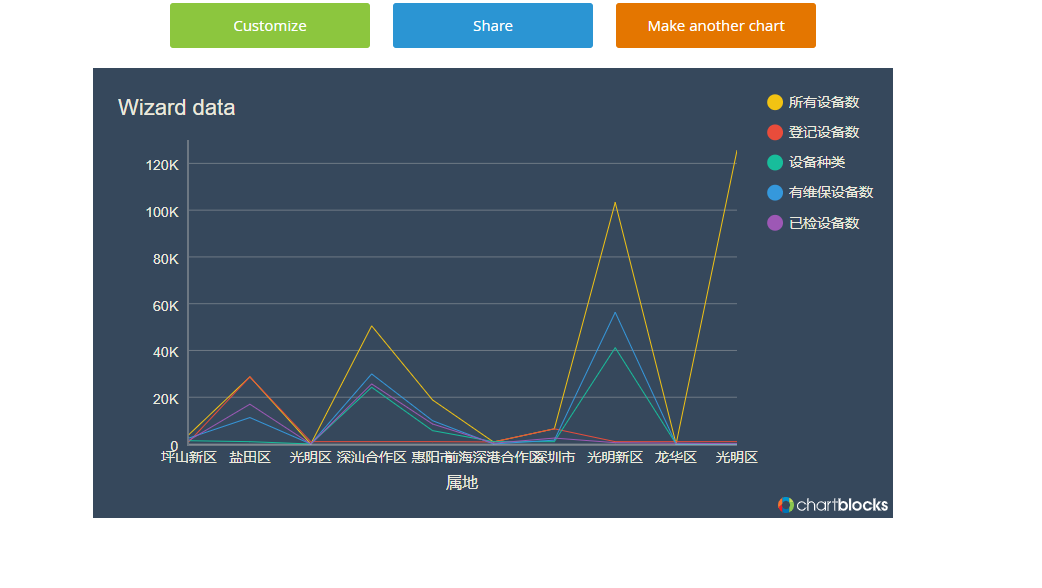 Customize
Share
Make another chart
Wizard data
所有设备数
登记设备数
设备种类
有维保设备数
已检设备数
120K
100K
80K
60K
40K
20K
0
坪山新区 盐田区 光明区 深汕合作区 惠阳市 前海深港合作区 深圳市 光明新区 龙华区 光明区
属地
chartblocks